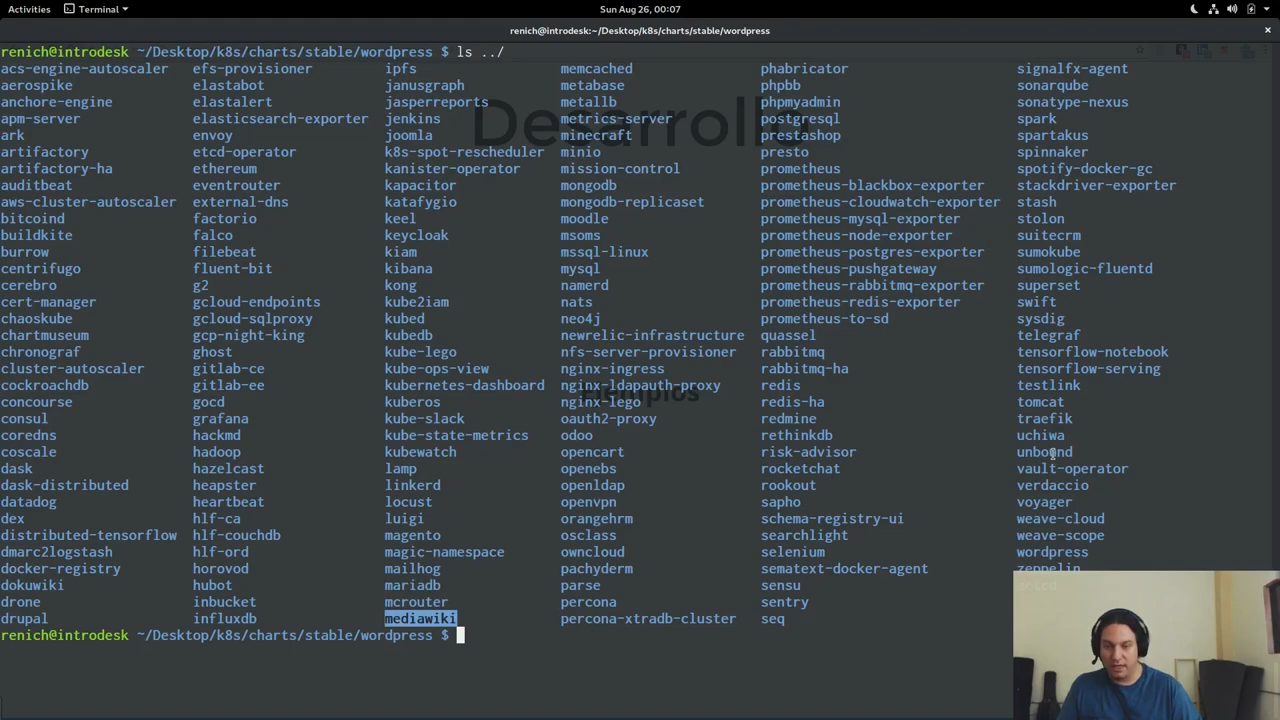 Activities Terminal Sun Aug 26, 00:07
renich@introdesk:~/Desktop/k8s/charts/stable/wordpress
renich@introdesk ~/Desktop/k8s/charts/stable/wordpress $ ls ../
acs-engine-autoscaler efs-provisioner ipfs memcached phabricator signalfx-agent
aerospike elastabot janusgraph metabase phpbb sonarqube
anchore-engine elastalert jasperreports metallb phpmyadmin sonatype-nexus
apm-server elasticsearch-exporter jenkins metrics-server postgresql spark
Desarrollo
ark envoy joomla minecraft prestashop spartakus
artifactory etcd-operator k8s-spot-rescheduler minio presto spinnaker
artifactory-ha ethereum kanister-operator mission-control prometheus spotify-docker-gc
auditbeat eventrouter kapacitor mongodb prometheus-blackbox-exporter stackdriver-exporter
aws-cluster-autoscaler external-dns katafygio mongodb-replicaset prometheus-cloudwatch-exporter stash
bitcoind factorio keel moodle prometheus-mysql-exporter stolon
buildkite falco keycloak msoms prometheus-node-exporter suitecrm
burrow filebeat kiam mssql-linux prometheus-postgres-exporter sumokube
centrifugo fluent-bit kibana mysql prometheus-pushgateway sumologic-fluentd
cerebro g2 kong namerd prometheus-rabbitmq-exporter superset
cert-manager gcloud-endpoints kube2iam nats prometheus-redis-exporter swift
chaoskube gcloud-sqlproxy kubed neo4j prometheus-to-sd sysdig
chartmuseum gcp-night-king kubedb newrelic-infrastructure quassel telegraf
chronograf ghost kube-lego nfs-server-provisioner rabbitmq tensorflow-notebook
cluster-autoscaler gitlab-ce kube-ops-view nginx-ingress rabbitmq-ha tensorflow-serving
cockroachdb gitlab-ee kubernetes-dashboard nginx-ldapauth-proxy redis testlink
Ejemplos
concourse gocd kuberos nginx-lego redis-ha tomcat
consul grafana kube-slack oauth2-proxy redmine traefik
coredns hackmd kube-state-metrics odoo rethinkdb uchiwa
coscale hadoop kubewatch opencart risk-advisor unbound
dask hazelcast lamp openebs rocketchat vault-operator
dask-distributed heapster linkerd openldap rookout verdaccio
datadog heartbeat locust openvpn sapho voyager
dex hlf-ca luigi orangehrm schema-registry-ui weave-cloud
distributed-tensorflow hlf-couchdb magento osclass searchlight weave-scope
dmarc2logstash hlf-ord magic-namespace owncloud selenium wordpress
docker-registry horovod mailhog pachyderm sematext-docker-agent zeppelin
dokuwiki hubot mariadb parse sensu
drone inbucket mcrouter percona sentry
drupal influxdb mediawiki percona-xtradb-cluster seq
renich@introdesk ~/Desktop/k8s/charts/stable/wordpress $